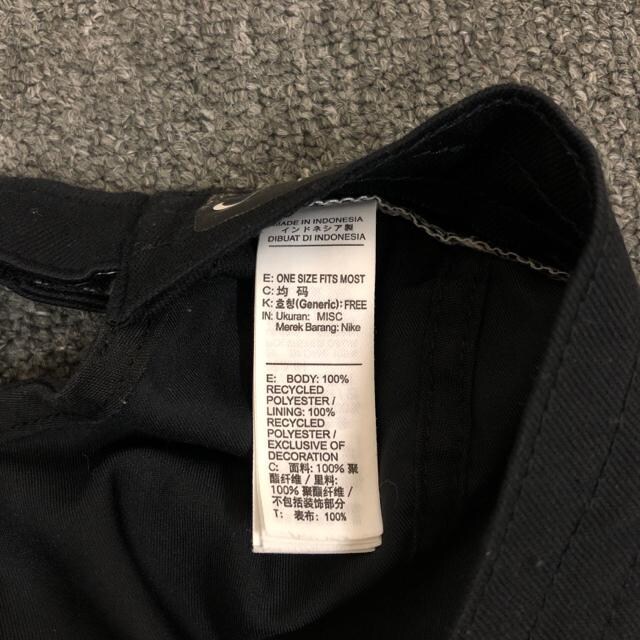 MADE IN INDONESIA
インドネシア製
DIBUAT DI INDONESIA
E: ONE SIZE FITS MOST
C: 均 码
K: 호칭(Generic): FREE
IN: Ukuran: MISC
Merek Barang: Nike
E: BODY: 100%
RECYCLED
POLYESTER /
LINING: 100%
RECYCLED
POLYESTER /
EXCLUSIVE OF
DECORATION
C: 面料: 100% 聚
酯纤维 / 里料:
100% 聚酯纤维 /
不包括装饰部分
T: 表布: 100%